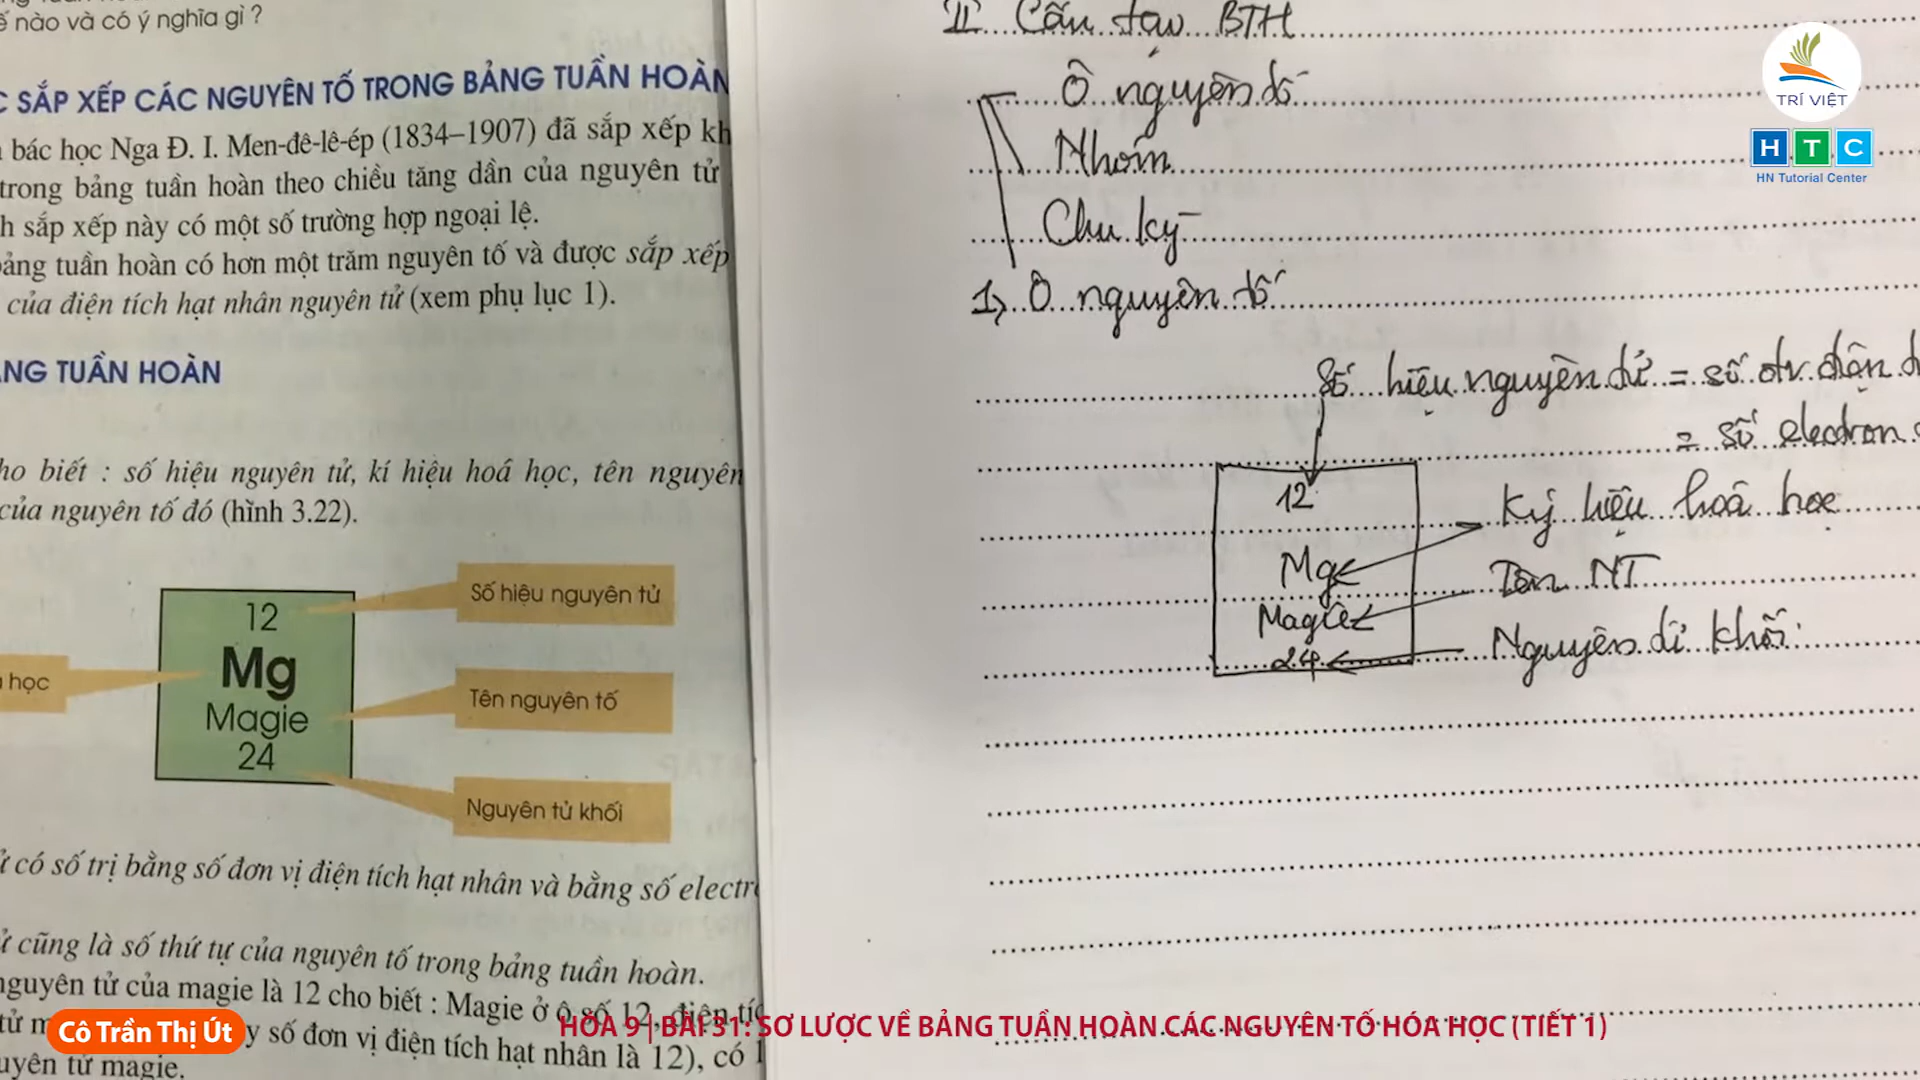 ế nào và có ý nghĩa gì ?
C SẮP XẾP CÁC NGUYÊN TỐ TRONG BẢNG TUẦN HOÀN
bác học Nga Đ. I. Men-đê-lê-ép (1834–1907) đã sắp xếp kh
trong bảng tuần hoàn theo chiều tăng dần của nguyên tử
h sắp xếp này có một số trường hợp ngoại lệ.
bảng tuần hoàn có hơn một trăm nguyên tố và được sắp xếp
của điện tích hạt nhân nguyên tử (xem phụ lục 1).
NG TUẦN HOÀN
ho biết : số hiệu nguyên tử, kí hiệu hoá học, tên nguyên
của nguyên tố đó (hình 3.22).
12
Mg
Magie
24
Số hiệu nguyên tử
học
Tên nguyên tố
Nguyên tử khối
ử có số trị bằng số đơn vị điện tích hạt nhân và bằng số electr
ử cũng là số thứ tự của nguyên tố trong bảng tuần hoàn.
nguyên tử của magie là 12 cho biết : Magie ở ô số 12, điện tíc
tử m
y số đơn vị điện tích hạt nhân là 12), có 1
uyên tử magie.
II Cấu tạo BTH
Ô nguyên tố
Nhóm
Chu kỳ
1, Ô nguyên tố
Số hiệu nguyên tử = số đv điện t
= số electron
12
Mg
Magie
24
Ký hiệu hoá học
Tên NT
Nguyên tử khối
TRÍ VIỆT
HTC
HN Tutorial Center
Cô Trần Thị Út
HÓA 9 | BÀI 31: SƠ LƯỢC VỀ BẢNG TUẦN HOÀN CÁC NGUYÊN TỐ HÓA HỌC (TIẾT 1)